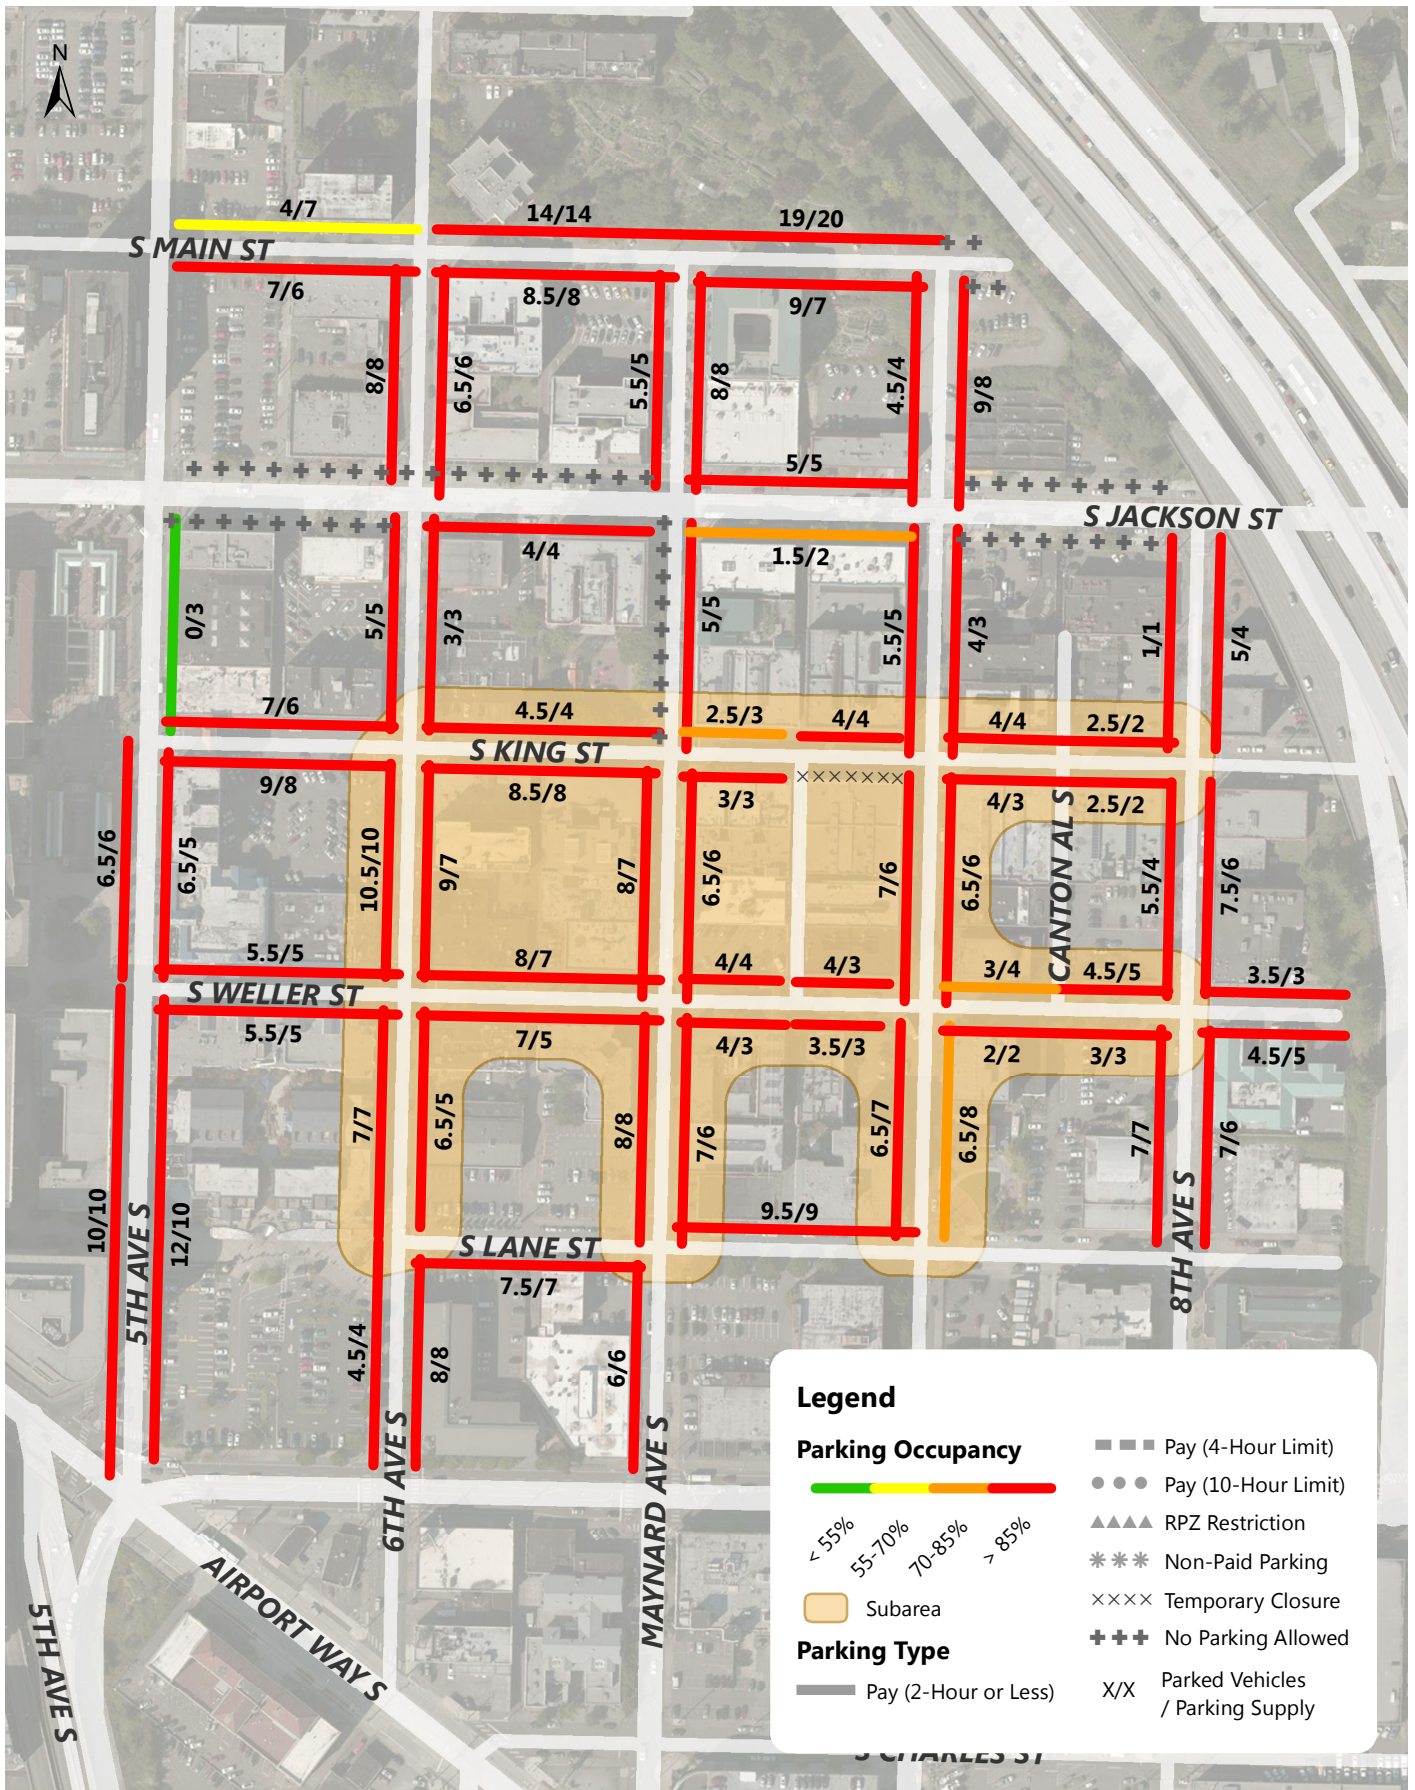 N
4/7
14/14
19/20
S MAIN ST
7/6
8.5/8
9/7
8/8
6.5/6
5.5/5
8/8
4.5/4
9/8
5/5
S JACKSON ST
4/4
1.5/2
0/3
5/5
3/3
5/5
5.5/5
4/3
1/1
5/4
7/6
4.5/4
2.5/3
4/4
4/4
2.5/2
S KING ST
9/8
8.5/8
3/3
4/3
2.5/2
6.5/6
6.5/5
10.5/10
9/7
8/7
6.5/6
7/6
6.5/6
CANTON AL S
5.5/4
7.5/6
5.5/5
8/7
4/4
4/3
3/4
4.5/5
3.5/3
S WELLER ST
5.5/5
7/5
4/3
3.5/3
2/2
3/3
4.5/5
7/7
6.5/5
8/8
7/6
6.5/7
6.5/8
7/7
7/6
10/10
12/10
9.5/9
S LANE ST
7.5/7
5TH AVE S
8TH AVE S
4.5/4
8/8
6/6
6TH AVE S
MAYNARD AVE S
AIRPORT WAY S
5TH AVE S
S CHARLES ST
Legend
Parking Occupancy
< 55%
55-70%
70-85%
> 85%
Subarea
Parking Type
Pay (2-Hour or Less)
Pay (4-Hour Limit)
Pay (10-Hour Limit)
RPZ Restriction
Non-Paid Parking
Temporary Closure
No Parking Allowed
X/X
Parked Vehicles
/ Parking Supply